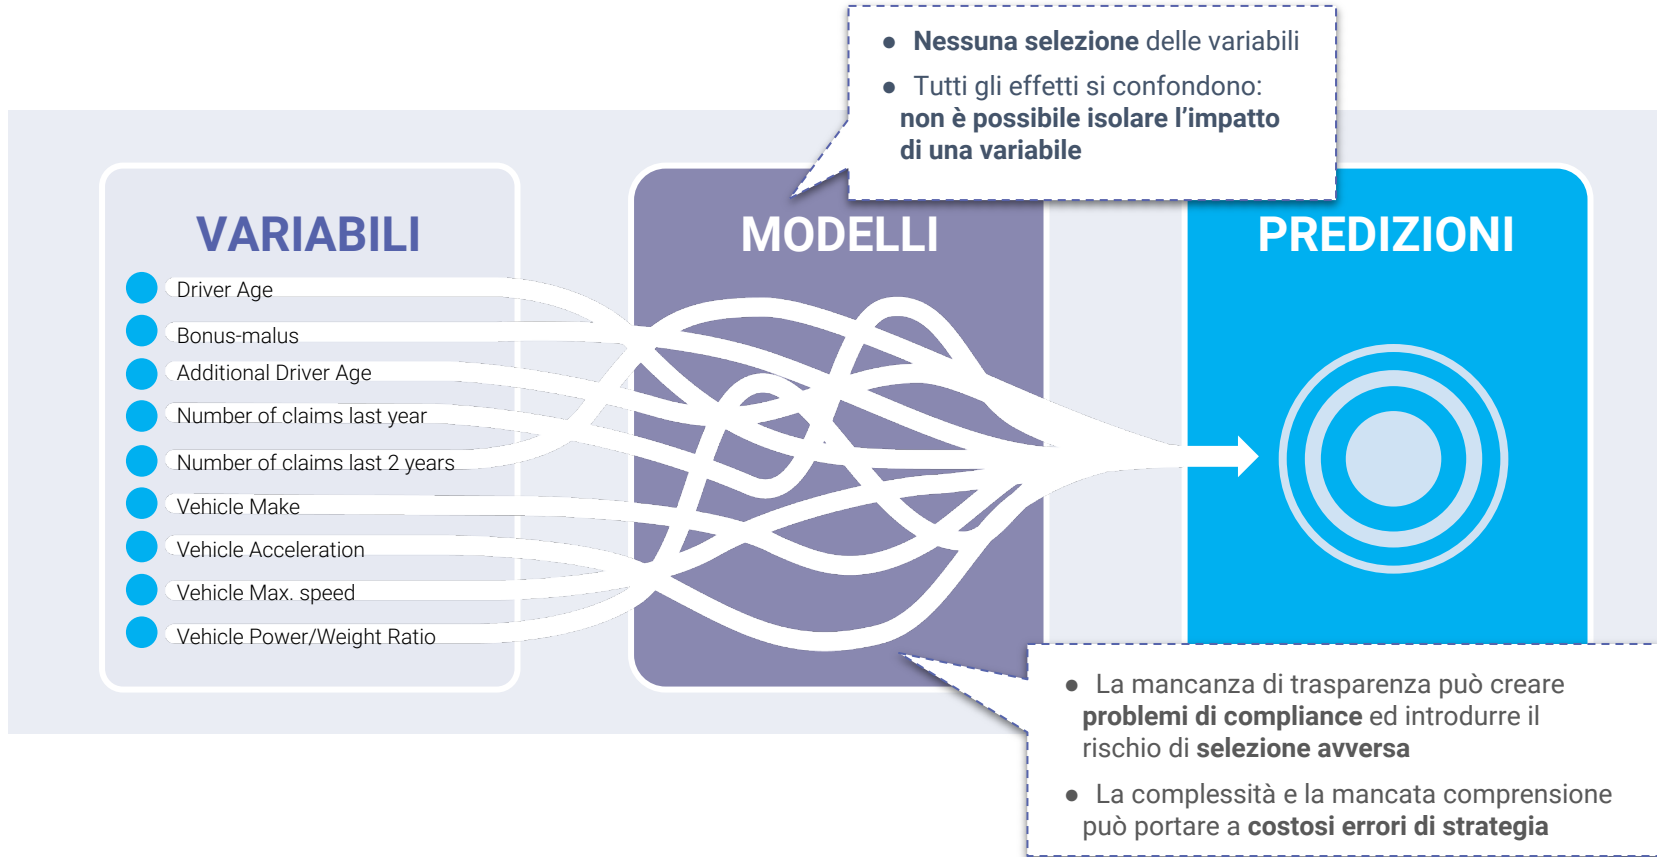 ● Nessuna selezione delle variabili
● Tutti gli effetti si confondono:
non è possibile isolare l’impatto
di una variabile
VARIABILI
Driver Age
Bonus-malus
Additional Driver Age
Number of claims last year
Number of claims last 2 years
Vehicle Make
Vehicle Acceleration
Vehicle Max. speed
Vehicle Power/Weight Ratio
MODELLI
PREDIZIONI
● La mancanza di trasparenza può creare
problemi di compliance ed introdurre il
rischio di selezione avversa
● La complessità e la mancata comprensione
può portare a costosi errori di strategia